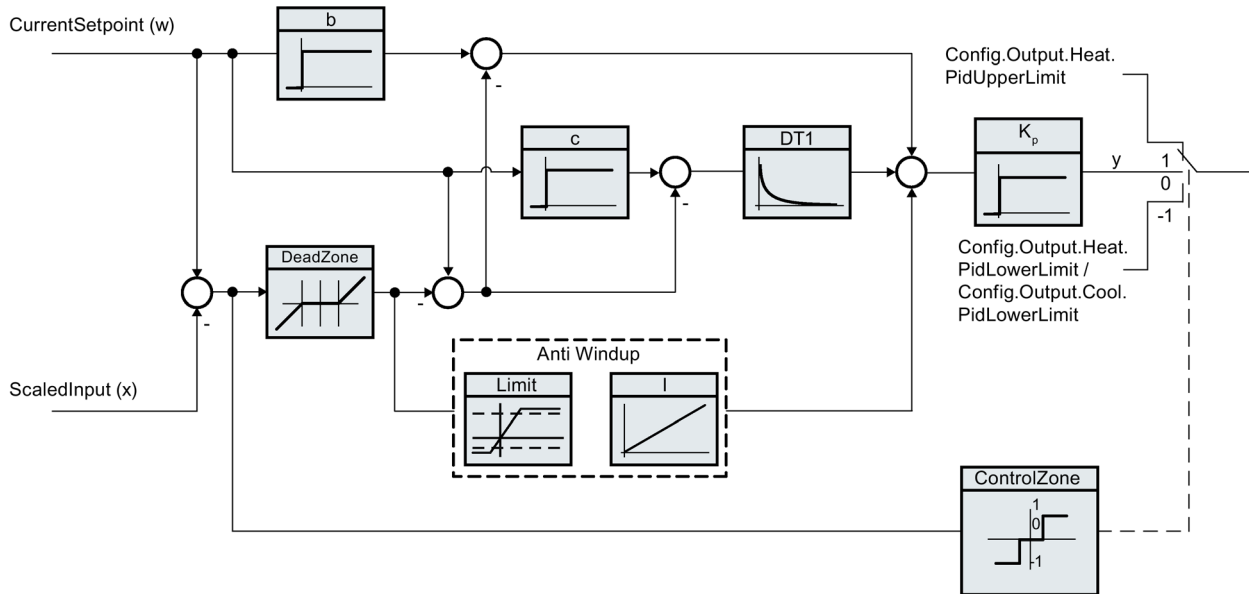 CurrentSetpoint (w)
b
-
Config.Output.Heat.
PidUpperLimit
c
DT1
Kp
-
y
1
0
-1
DeadZone
-
-
Config.Output.Heat.
PidLowerLimit /
Config.Output.Cool.
PidLowerLimit
Anti Windup
ScaledInput (x)
Limit
I
ControlZone
1
0
-1